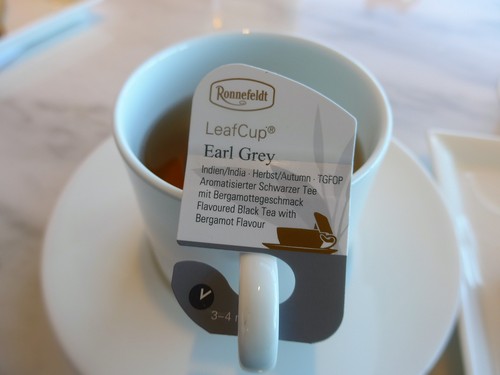 Ronnefeldt
LeafCup®
Earl Grey
Indien/India · Herbst/Autumn · TGFOP
Aromatisierter Schwarzer Tee
mit Bergamottegeschmack
Flavoured Black Tea with
Bergamot Flavour
3–4